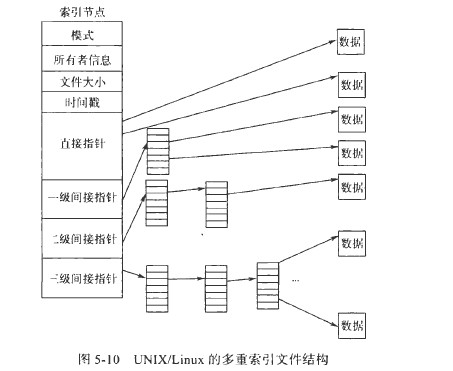 索引节点
模式
所有者信息
文件大小
时间戳
直接指针
一级间接指针
二级间接指针
三级间接指针
数据
数据
数据
数据
数据
数据
...
数据
图 5-10 UNIX/Linux 的多重索引文件结构